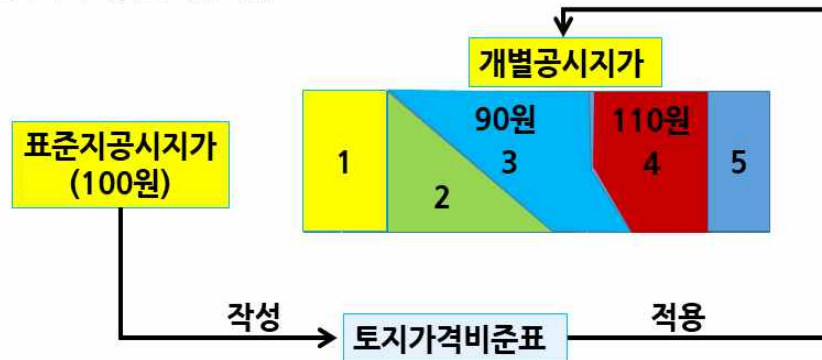 개별공시지가
표준지공시지가
(100원)
90원
110원
1
2
3
4
5
작성
토지가격비준표
적용